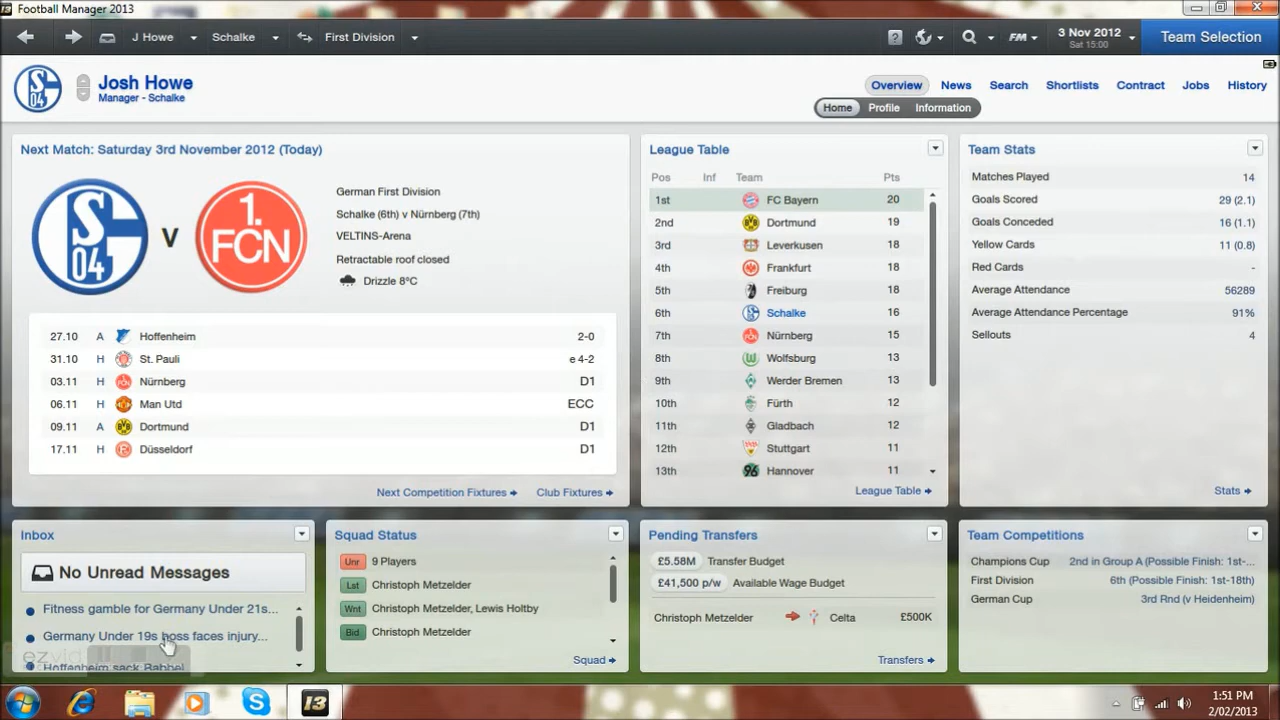 Football Manager 2013
J Howe
Schalke
First Division
3 Nov 2012
Sat 15:00
FM
Team Selection
Josh Howe
Manager - Schalke
Overview News Search Shortlists Contract Jobs History
Home Profile Information
Next Match: Saturday 3rd November 2012 (Today)
S 04
V
1. FCN
German First Division
Schalke (6th) v Nürnberg (7th)
VELTINS-Arena
Retractable roof closed
Drizzle 8°C
27.10 A Hoffenheim 2-0
31.10 H St. Pauli e 4-2
03.11 H Nürnberg D1
06.11 H Man Utd ECC
09.11 A Dortmund D1
17.11 H Düsseldorf D1
Next Competition Fixtures Club Fixtures
League Table
Pos Inf Team Pts
1st FC Bayern 20
2nd Dortmund 19
3rd Leverkusen 18
4th Frankfurt 18
5th Freiburg 18
6th Schalke 16
7th Nürnberg 15
8th Wolfsburg 13
9th Werder Bremen 13
10th Fürth 12
11th Gladbach 12
12th Stuttgart 11
13th Hannover 11
League Table
Team Stats
Matches Played 14
Goals Scored 29 (2.1)
Goals Conceded 16 (1.1)
Yellow Cards 11 (0.8)
Red Cards -
Average Attendance 56289
Average Attendance Percentage 91%
Sellouts 4
Stats
Inbox
No Unread Messages
Fitness gamble for Germany Under 21s...
Germany Under 19s boss faces injury...
Hoffenheim sack Babbel
ezvid
Squad Status
Unr 9 Players
Lst Christoph Metzelder
Wnt Christoph Metzelder, Lewis Holtby
Bid Christoph Metzelder
Squad
Pending Transfers
£5.58M Transfer Budget
£41,500 p/w Available Wage Budget
Christoph Metzelder Celta £500K
Transfers
Team Competitions
Champions Cup 2nd in Group A (Possible Finish: 1st-...
First Division 6th (Possible Finish: 1st-18th)
German Cup 3rd Rnd (v Heidenheim)
1:51 PM
2/02/2013